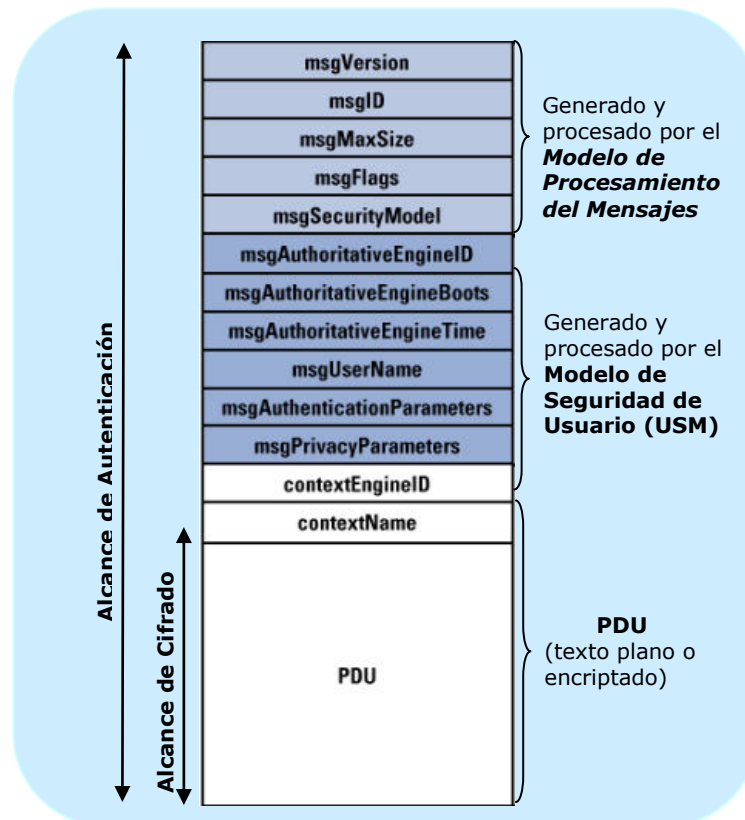 msgVersion
msgID
msgMaxSize
msgFlags
msgSecurityModel
msgAuthoritativeEngineID
msgAuthoritativeEngineBoots
msgAuthoritativeEngineTime
msgUserName
msgAuthenticationParameters
msgPrivacyParameters
contextEngineID
contextName
PDU
Generado y
procesado por el
Modelo de
Procesamiento
del Mensajes
Generado y
procesado por el
Modelo de
Seguridad de
Usuario (USM)
PDU
(texto plano o
encriptado)
Alcance de Autenticación
Alcance de Cifrado